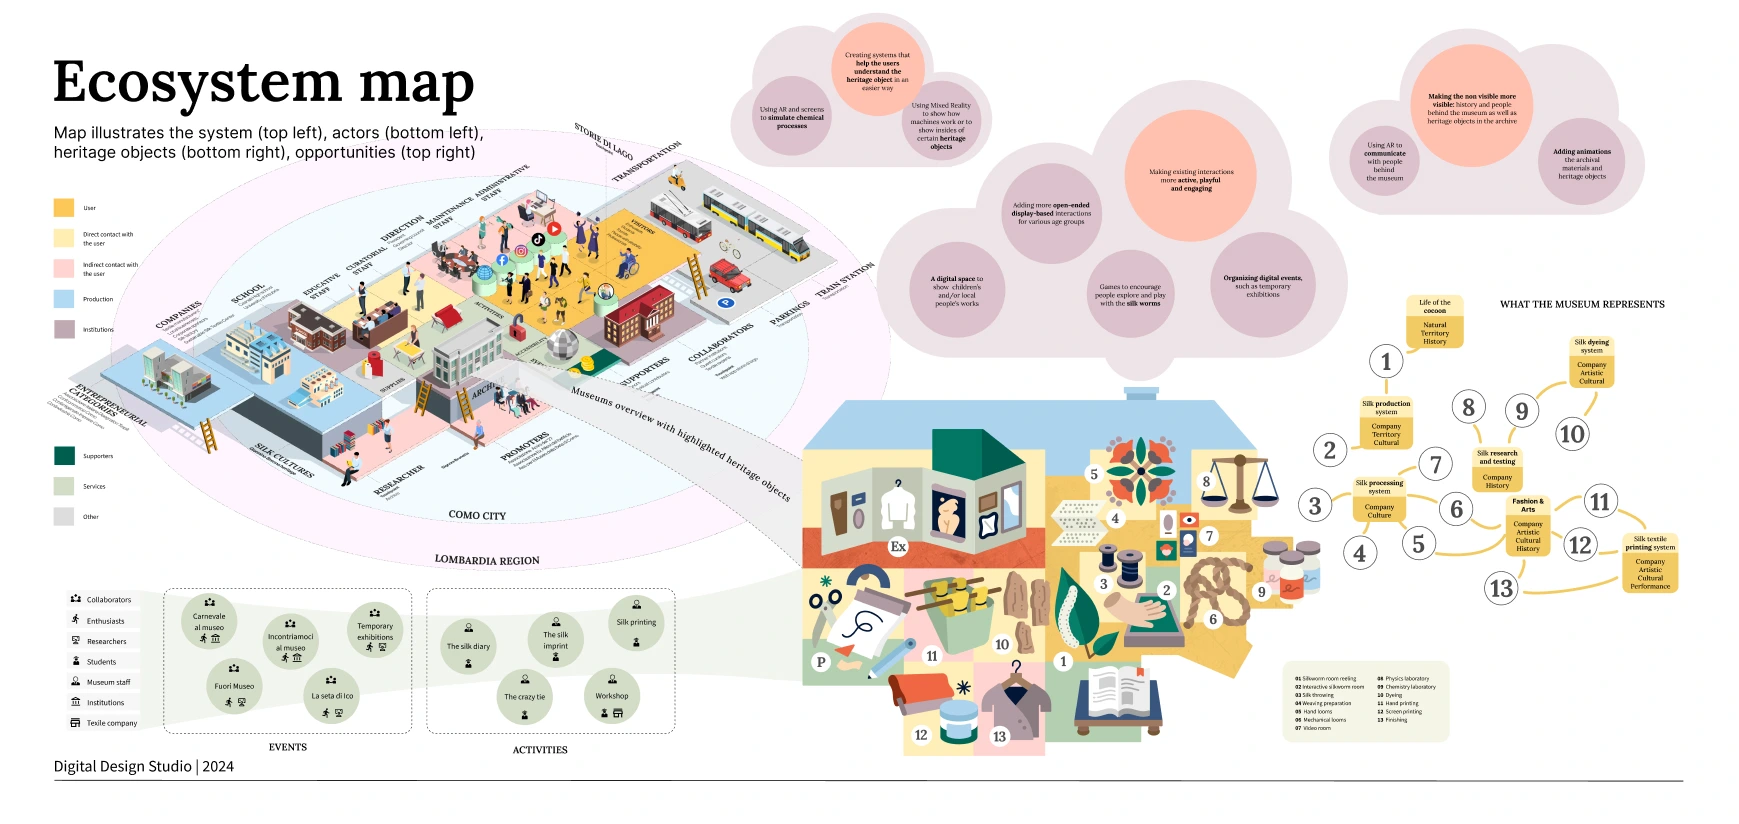 Ecosystem map
Map illustrates the system (top left), actors (bottom left),
heritage objects (bottom right), opportunities (top right)
User
Direct contact with
the user
Indirect contact with
the user
Production
Institutions
Supporters
Services
Other
STORIE DI LAGO
TRANSPORTATION
ADMINISTRATIVE
STAFF
MAINTENANCE
STAFF
DIRECTION
CURATORIAL
STAFF
EDUCATIVE
STAFF
SCHOOL
COMPANIES
VISITORS
ACTIVITIES
SUPPLIES
TRAIN STATION
PARKINGS
COLLABORATORS
SUPPORTERS
PROMOTERS
RESEARCHER
SILK CULTURES
ENTREPRENEURIAL
CATEGORIES
P
Museums overview with highlighted heritage objects
COMO CITY
LOMBARDIA REGION
Creating systems that
help the users
understand the
heritage object in an
easier way
Using AR and screens
to simulate chemical
processes
Using Mixed Reality
to show how
machines work or to
show insides of
certain heritage
objects
Making existing interactions
more active, playful
and engaging
Adding more open-ended
display-based interactions
for various age groups
A digital space to
show children's
and/or local
people's works
Games to encourage
people explore and play
with the silk worms
Organizing digital events,
such as temporary
exhibitions
Making the non visible more
visible: history and people
behind the museum as well as
heritage objects in the archive
Using AR to
communicate
with people
behind
the museum
Adding animations
the archival
materials and
heritage objects
WHAT THE MUSEUM REPRESENTS
Life of the
cocoon
Natural
Territory
History
1
Silk production
system
Company
Territory
Cultural
2
Silk dyeing
system
Company
Artistic
Cultural
8
9
10
Silk research
and testing
Company
History
7
Silk processing
system
Company
Culture
3
4
5
6
Fashion &
Arts
Company
Artistic
Cultural
History
11
12
13
Silk textile
printing system
Company
Artistic
Cultural
Performance
Ex
5
8
4
7
3
2
9
6
P
11
10
1
12
13
01 Silkworm room reeling
02 Interactive silkworm room
03 Silk throwing
04 Weaving preparation
05 Hand looms
06 Mechanical looms
07 Video room
08 Physics laboratory
09 Chemistry laboratory
10 Dyeing
11 Hand printing
12 Screen printing
13 Finishing
Collaborators
Enthusiasts
Researchers
Students
Museum staff
Institutions
Texile company
Carnevale
al museo
Incontriamoci
al museo
Temporary
exhibitions
Fuori Museo
La seta di Ico
EVENTS
The silk diary
The silk
imprint
Silk printing
The crazy tie
Workshop
ACTIVITIES
Digital Design Studio | 2024